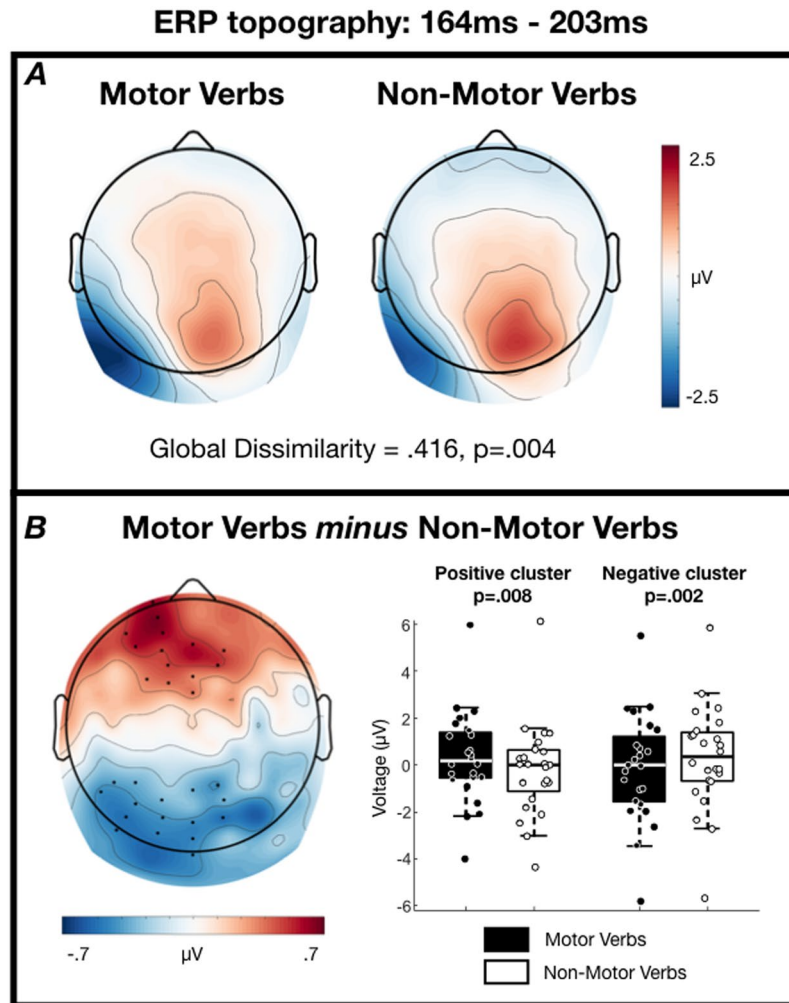 ERP topography: 164ms - 203ms
A
Motor Verbs
Non-Motor Verbs
2.5
µV
-2.5
Global Dissimilarity = .416, p=.004
B
Motor Verbs minus Non-Motor Verbs
Positive cluster
p=.008
Negative cluster
p=.002
Voltage (µV)
6
4
2
0
-2
-4
-6
-.7
µV
.7
Motor Verbs
Non-Motor Verbs